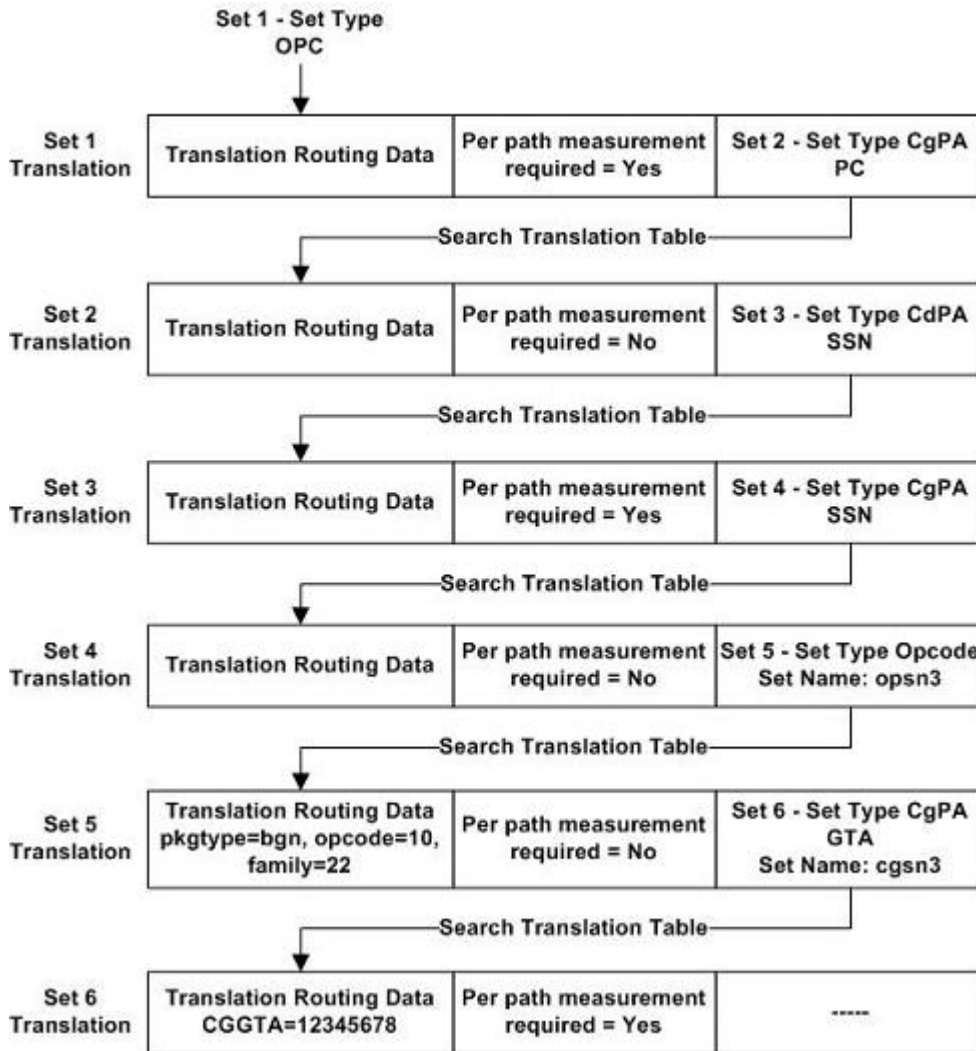 Set 1 - Set Type
OPC
Set 1
Translation
Translation Routing Data
Per path measurement
required = Yes
Set 2 - Set Type CgPA
PC
Search Translation Table
Set 2
Translation
Translation Routing Data
Per path measurement
required = No
Set 3 - Set Type CdPA
SSN
Search Translation Table
Set 3
Translation
Translation Routing Data
Per path measurement
required = Yes
Set 4 - Set Type CgPA
SSN
Search Translation Table
Set 4
Translation
Translation Routing Data
Per path measurement
required = No
Set 5 - Set Type Opcode
Set Name: opsn3
Search Translation Table
Set 5
Translation
Translation Routing Data
pkgtype=bgn, opcode=10,
family=22
Per path measurement
required = No
Set 6 - Set Type CgPA
GTA
Set Name: cgsn3
Search Translation Table
Set 6
Translation
Translation Routing Data
CGGTA=12345678
Per path measurement
required = Yes
-----